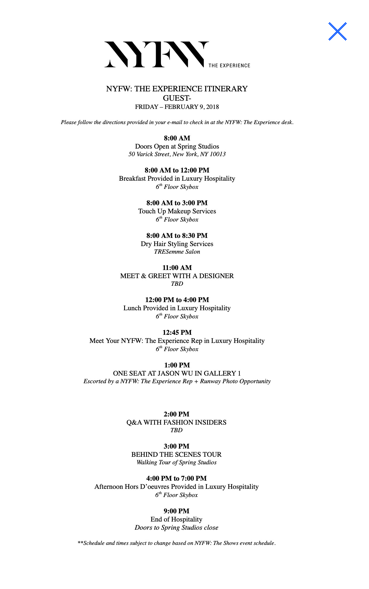 NYFW THE EXPERIENCE
NYFW: THE EXPERIENCE ITINERARY
GUEST-
FRIDAY – FEBRUARY 9, 2018
Please follow the directions provided in your e-mail to check in at the NYFW: The Experience desk.
8:00 AM
Doors Open at Spring Studios
50 Varick Street, New York, NY 10013
8:00 AM to 12:00 PM
Breakfast Provided in Luxury Hospitality
6th Floor Skybox
8:00 AM to 3:00 PM
Touch Up Makeup Services
6th Floor Skybox
8:00 AM to 8:30 PM
Dry Hair Styling Services
TRESemme Salon
11:00 AM
MEET & GREET WITH A DESIGNER
TBD
12:00 PM to 4:00 PM
Lunch Provided in Luxury Hospitality
6th Floor Skybox
12:45 PM
Meet Your NYFW: The Experience Rep in Luxury Hospitality
6th Floor Skybox
1:00 PM
ONE SEAT AT JASON WU IN GALLERY 1
Escorted by a NYFW: The Experience Rep + Runway Photo Opportunity
2:00 PM
Q&A WITH FASHION INSIDERS
TBD
3:00 PM
BEHIND THE SCENES TOUR
Walking Tour of Spring Studios
4:00 PM to 7:00 PM
Afternoon Hors D'oeuvres Provided in Luxury Hospitality
6th Floor Skybox
9:00 PM
End of Hospitality
Doors to Spring Studios close
**Schedule and times subject to change based on NYFW: The Shows event schedule.